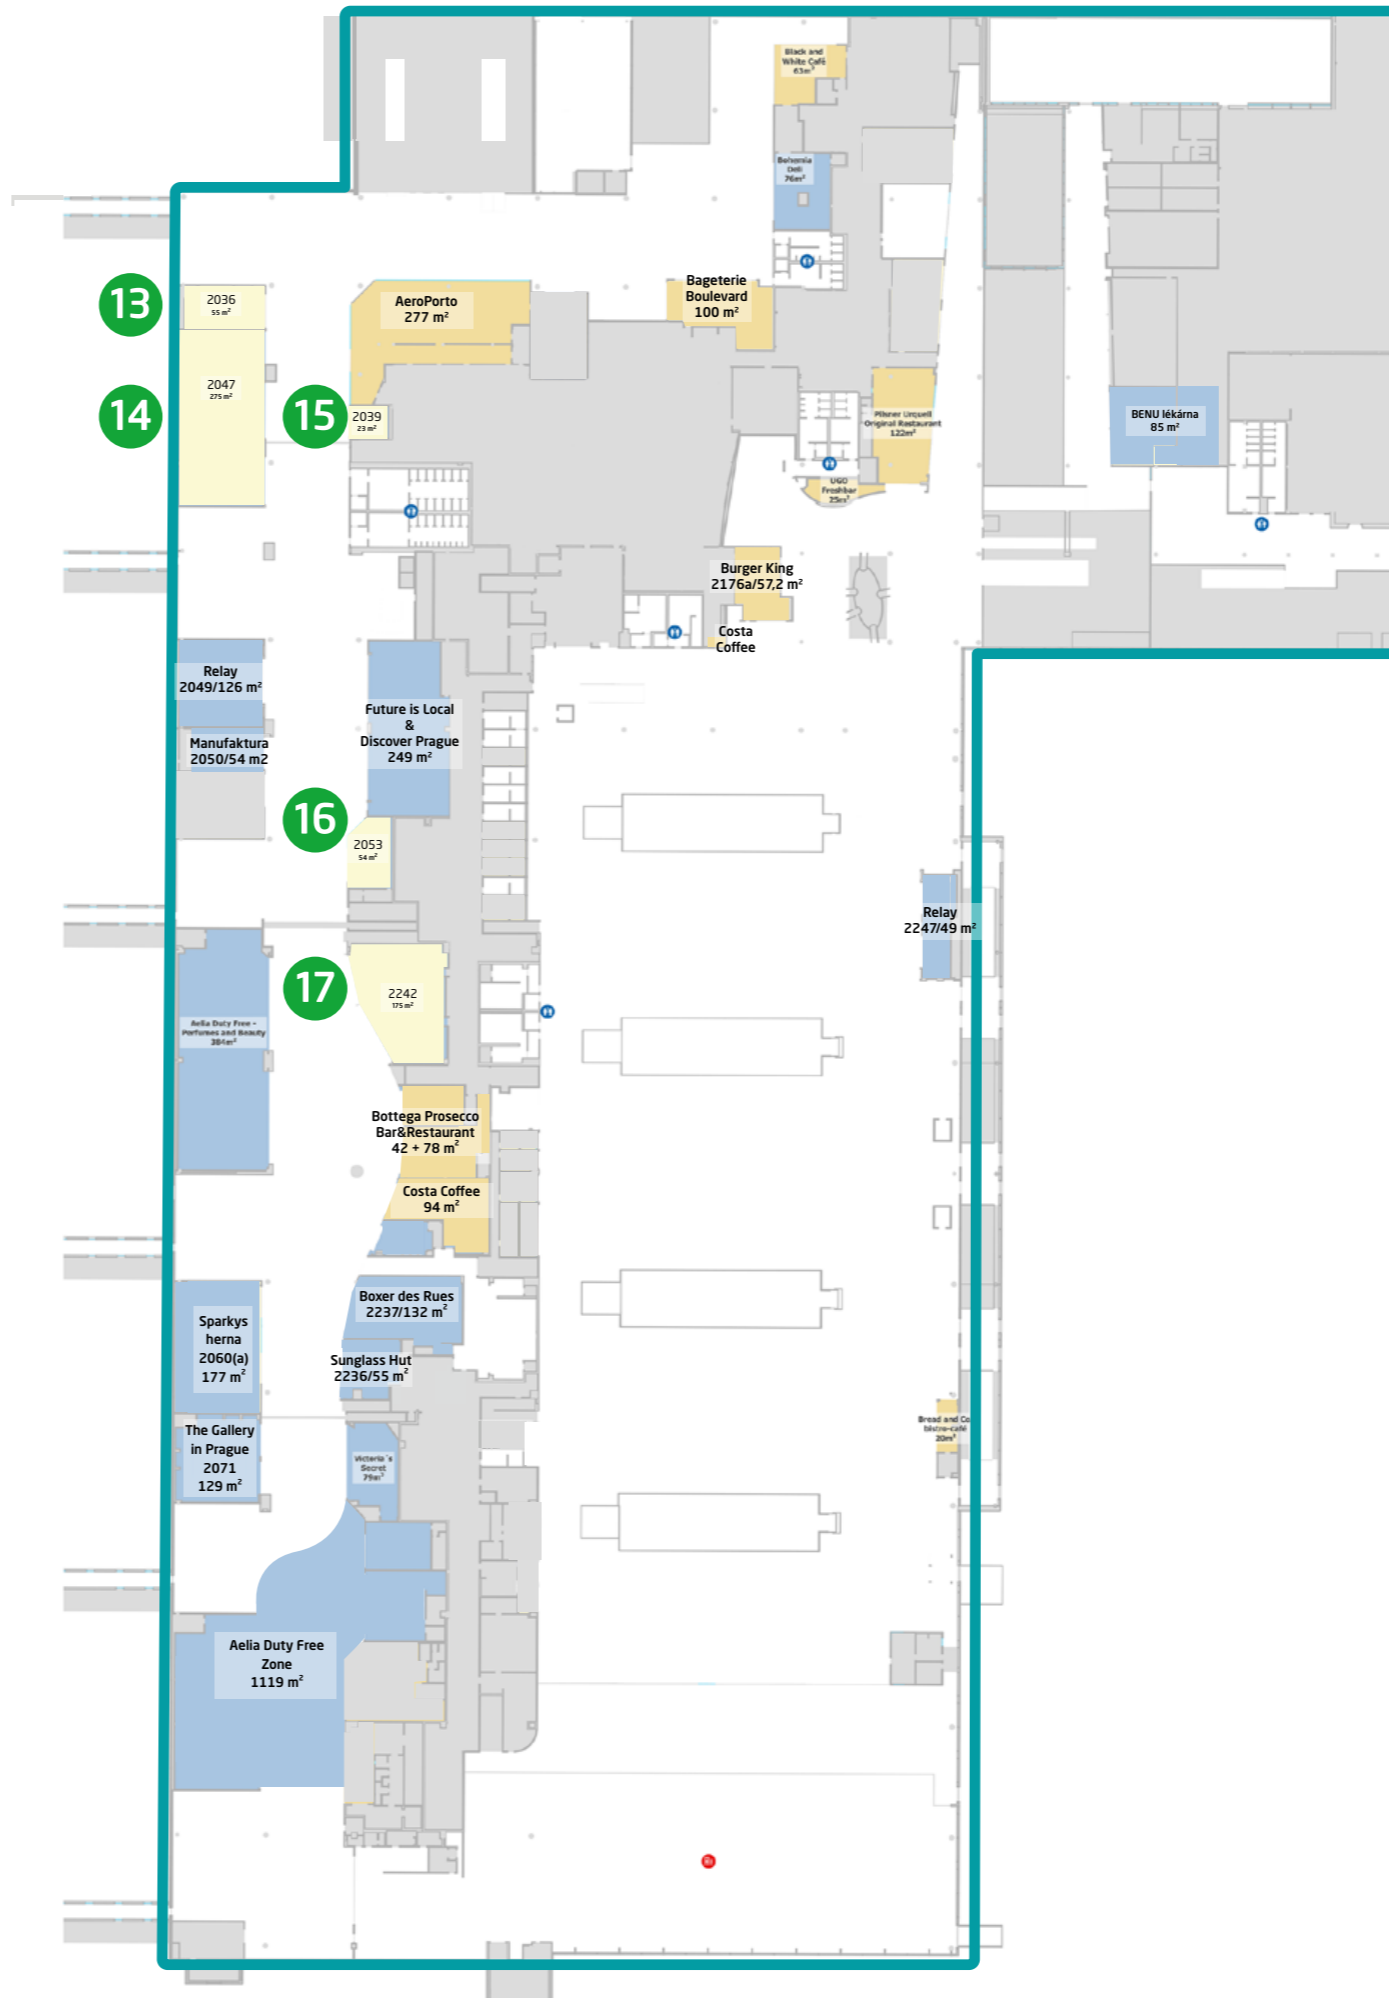 Black and
White Café
63m²
Bohemia
Deli
76m²
13
2036
55 m²
AeroPorto
277 m²
Bageterie
Boulevard
100 m²
14
2047
275 m²
15
2039
23 m²
Pilsner Urquell
Original Restaurant
122m²
BENU lékárna
85 m²
UGO
Freshbar
25m²
Burger King
2176a/57,2 m²
Costa
Coffee
Relay
2049/126 m²
Manufaktura
2050/54 m2
Future is Local
&
Discover Prague
249 m²
16
2053
54 m²
Relay
2247/49 m²
17
2242
175 m²
Aelia Duty Free -
Perfumes and Beauty
384m²
Bottega Prosecco
Bar&Restaurant
42 + 78 m²
Costa Coffee
94 m²
Boxer des Rues
2237/132 m²
Sparkys
herna
2060(a)
177 m²
Sunglass Hut
2236/55 m²
The Gallery
in Prague
2071
129 m²
Victoria´s
Secret
79m²
Bread and Co
bistro-café
20m²
Aelia Duty Free
Zone
1119 m²